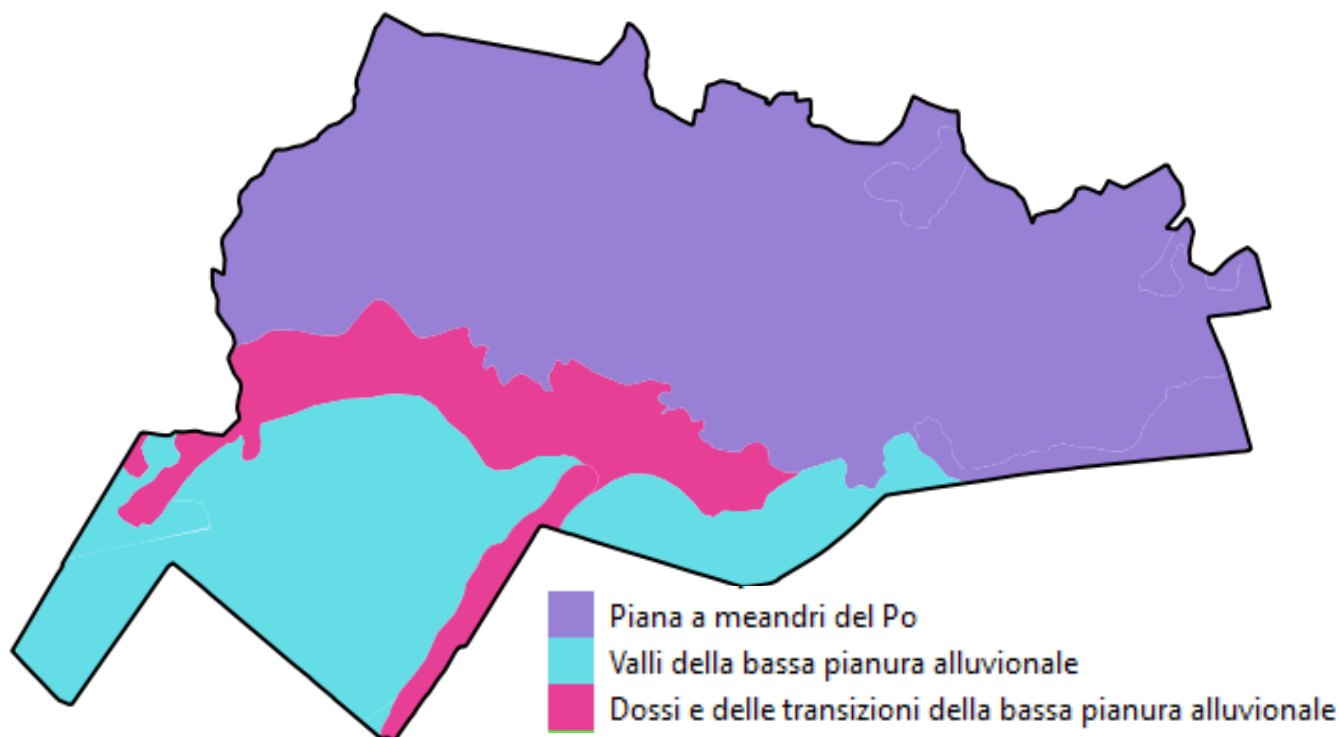 Piana a meandri del Po
Valli della bassa pianura alluvionale
Dossi e delle transizioni della bassa pianura alluvionale